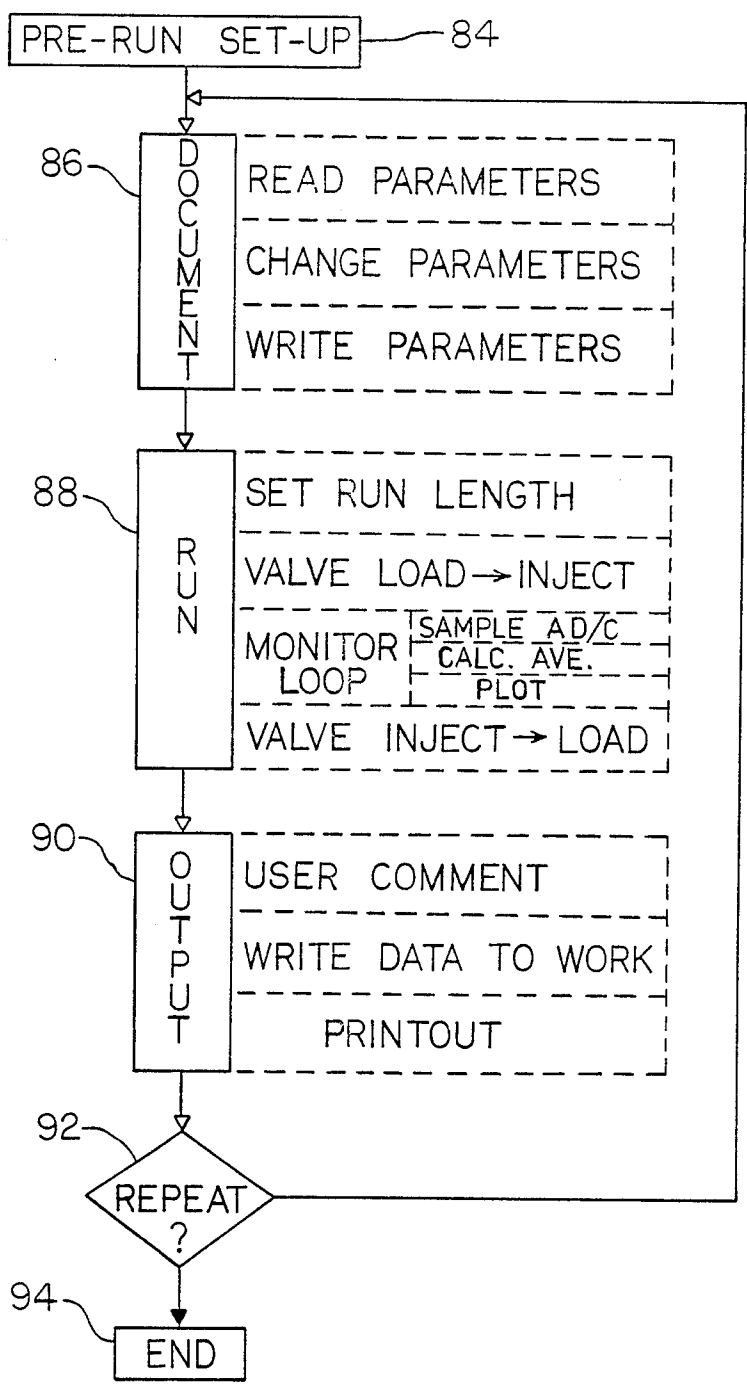 PRE-RUN SET-UP
84
86
DOCUMENT
READ PARAMETERS
CHANGE PARAMETERS
WRITE PARAMETERS
88
RUN
SET RUN LENGTH
VALVE LOAD→INJECT
MONITOR LOOP
SAMPLE AD/C
CALC. AVE.
PLOT
VALVE INJECT→LOAD
90
OUTPUT
USER COMMENT
WRITE DATA TO WORK
PRINTOUT
92
REPEAT
?
94
END